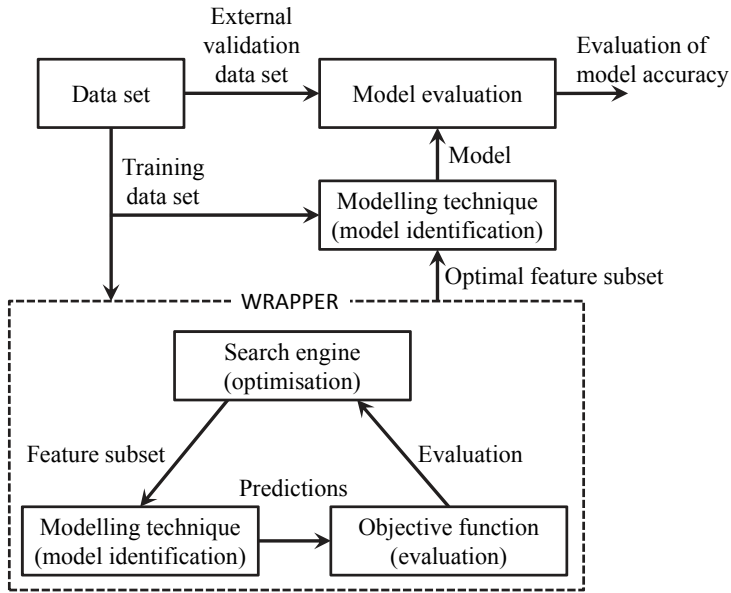 External
validation
data set
Evaluation of
model accuracy
Data set
Model evaluation
Training
data set
Model
Modelling technique
(model identification)
Optimal feature subset
WRAPPER
Search engine
(optimisation)
Feature subset
Evaluation
Predictions
Modelling technique
(model identification)
Objective function
(evaluation)